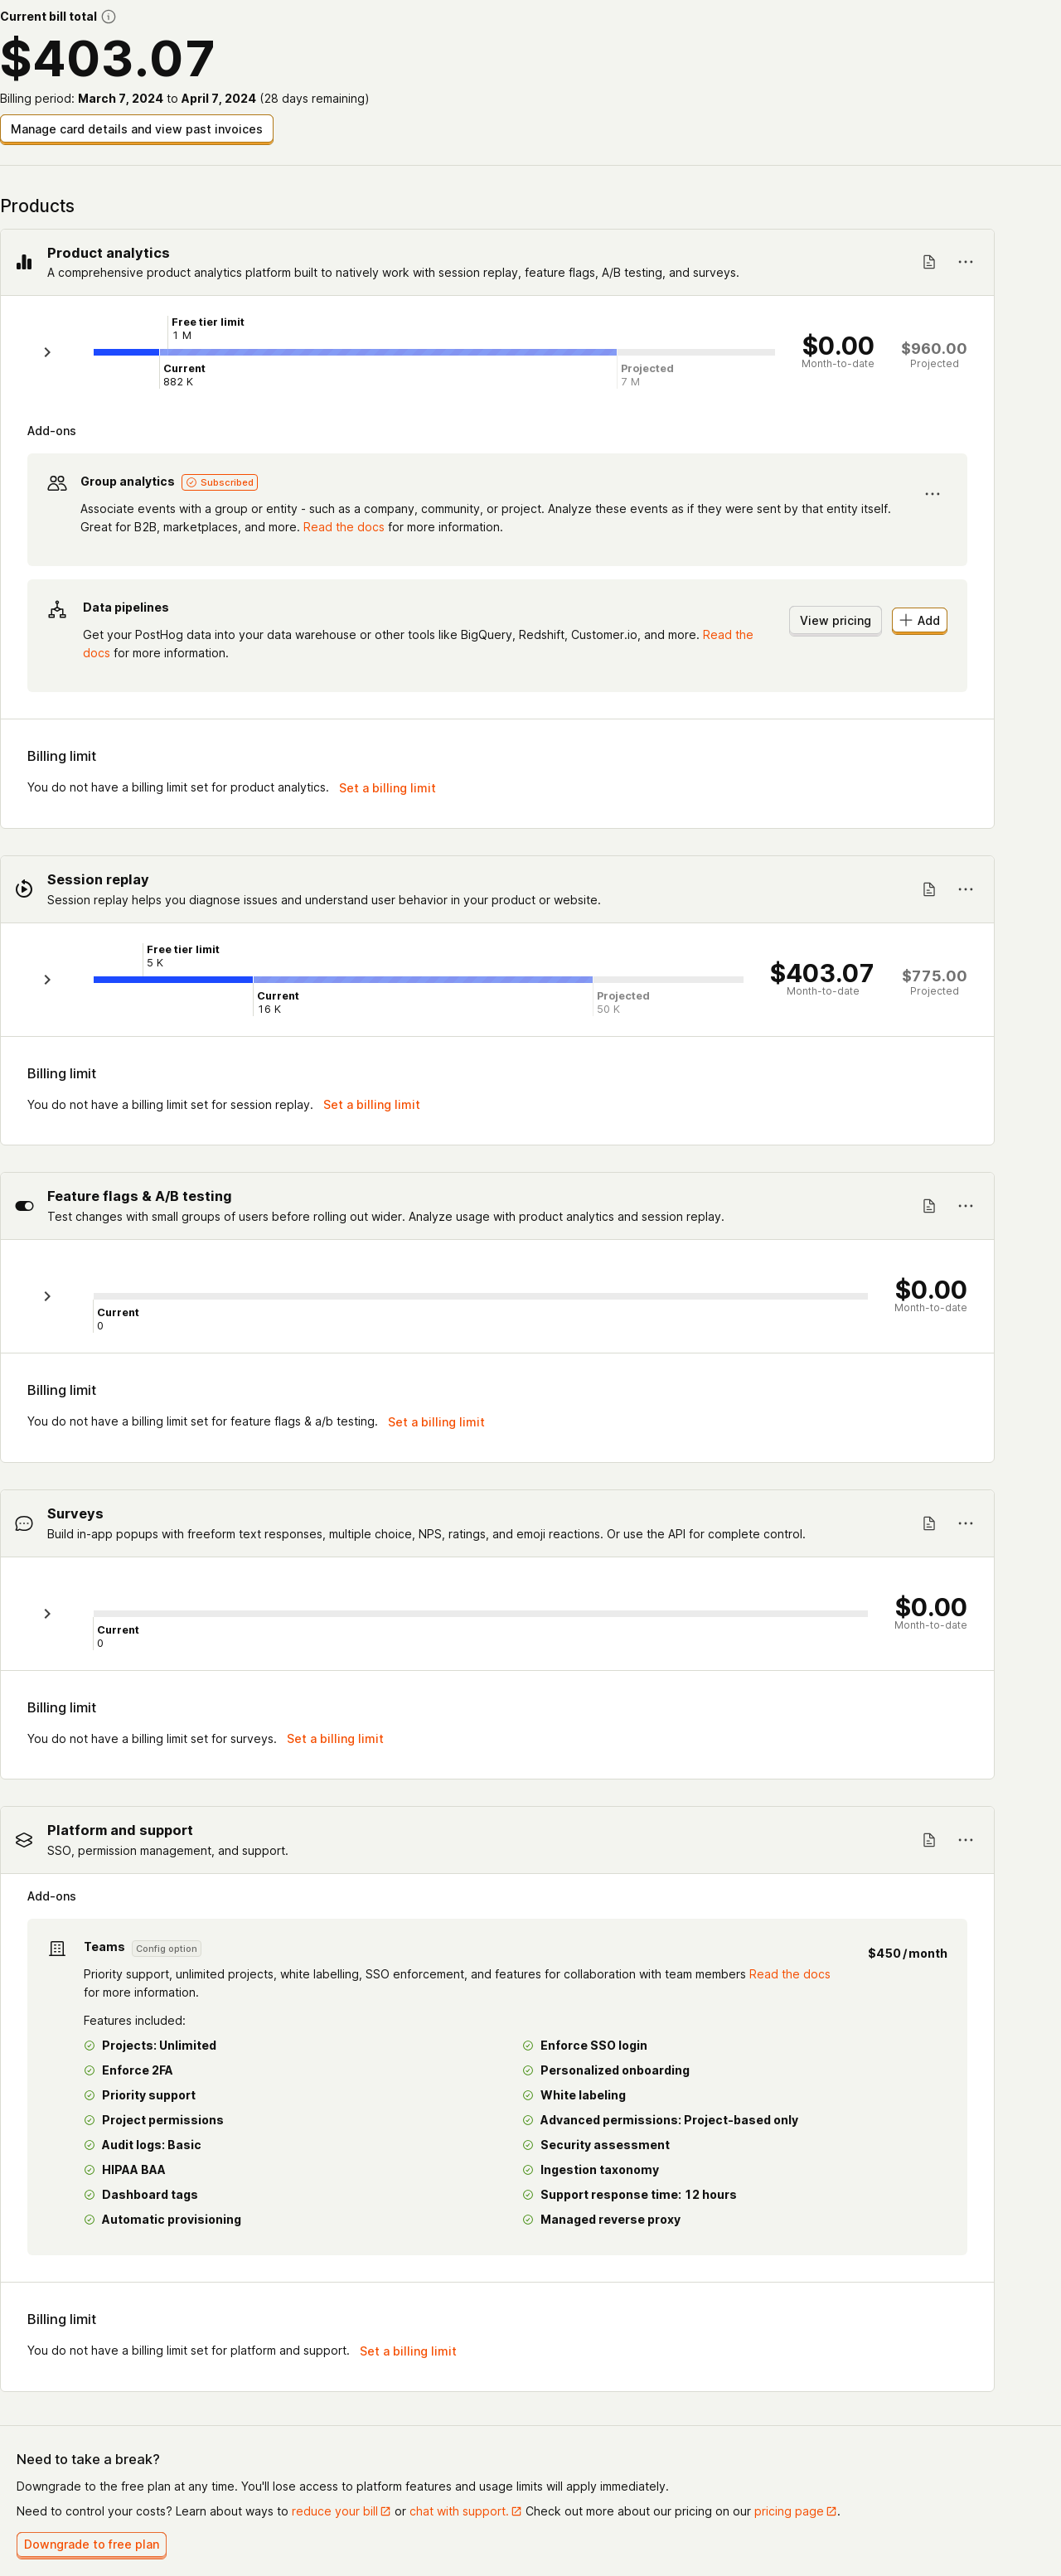 Current bill total
$403.07
Billing period: March 7, 2024 to April 7, 2024 (28 days remaining)
Manage card details and view past invoices
Products
Product analytics
A comprehensive product analytics platform built to natively work with session replay, feature flags, A/B testing, and surveys.
Free tier limit
1 M
Current
882 K
Projected
7 M
$0.00
Month-to-date
$960.00
Projected
Add-ons
Group analytics Subscribed
Associate events with a group or entity - such as a company, community, or project. Analyze these events as if they were sent by that entity itself.
Great for B2B, marketplaces, and more. Read the docs for more information.
Data pipelines
Get your PostHog data into your data warehouse or other tools like BigQuery, Redshift, Customer.io, and more. Read the
docs for more information.
View pricing
Add
Billing limit
You do not have a billing limit set for product analytics. Set a billing limit
Session replay
Session replay helps you diagnose issues and understand user behavior in your product or website.
Free tier limit
5 K
Current
16 K
Projected
50 K
$403.07
Month-to-date
$775.00
Projected
Billing limit
You do not have a billing limit set for session replay. Set a billing limit
Feature flags & A/B testing
Test changes with small groups of users before rolling out wider. Analyze usage with product analytics and session replay.
Current
0
$0.00
Month-to-date
Billing limit
You do not have a billing limit set for feature flags & a/b testing. Set a billing limit
Surveys
Build in-app popups with freeform text responses, multiple choice, NPS, ratings, and emoji reactions. Or use the API for complete control.
Current
0
$0.00
Month-to-date
Billing limit
You do not have a billing limit set for surveys. Set a billing limit
Platform and support
SSO, permission management, and support.
Add-ons
Teams Config option
$450/month
Priority support, unlimited projects, white labelling, SSO enforcement, and features for collaboration with team members Read the docs
for more information.
Features included:
Projects: Unlimited
Enforce SSO login
Enforce 2FA
Personalized onboarding
Priority support
White labeling
Project permissions
Advanced permissions: Project-based only
Audit logs: Basic
Security assessment
HIPAA BAA
Ingestion taxonomy
Dashboard tags
Support response time: 12 hours
Automatic provisioning
Managed reverse proxy
Billing limit
You do not have a billing limit set for platform and support. Set a billing limit
Need to take a break?
Downgrade to the free plan at any time. You'll lose access to platform features and usage limits will apply immediately.
Need to control your costs? Learn about ways to reduce your bill or chat with support. Check out more about our pricing on our pricing page.
Downgrade to free plan